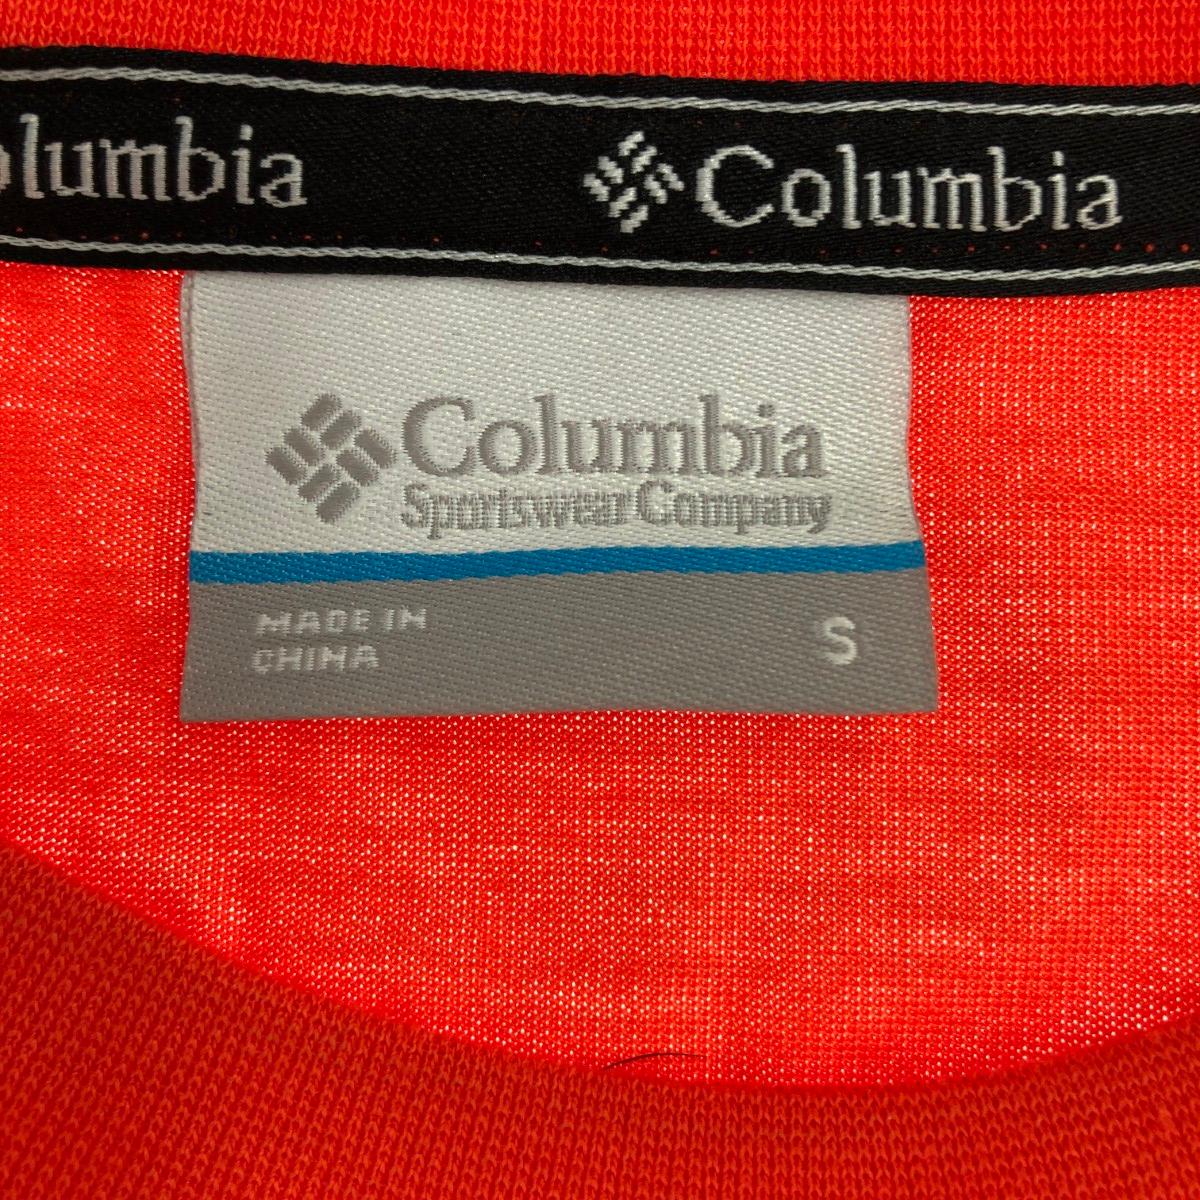 olumbia Columbia
Columbia
Sportswear Company
MADE IN
CHINA
S